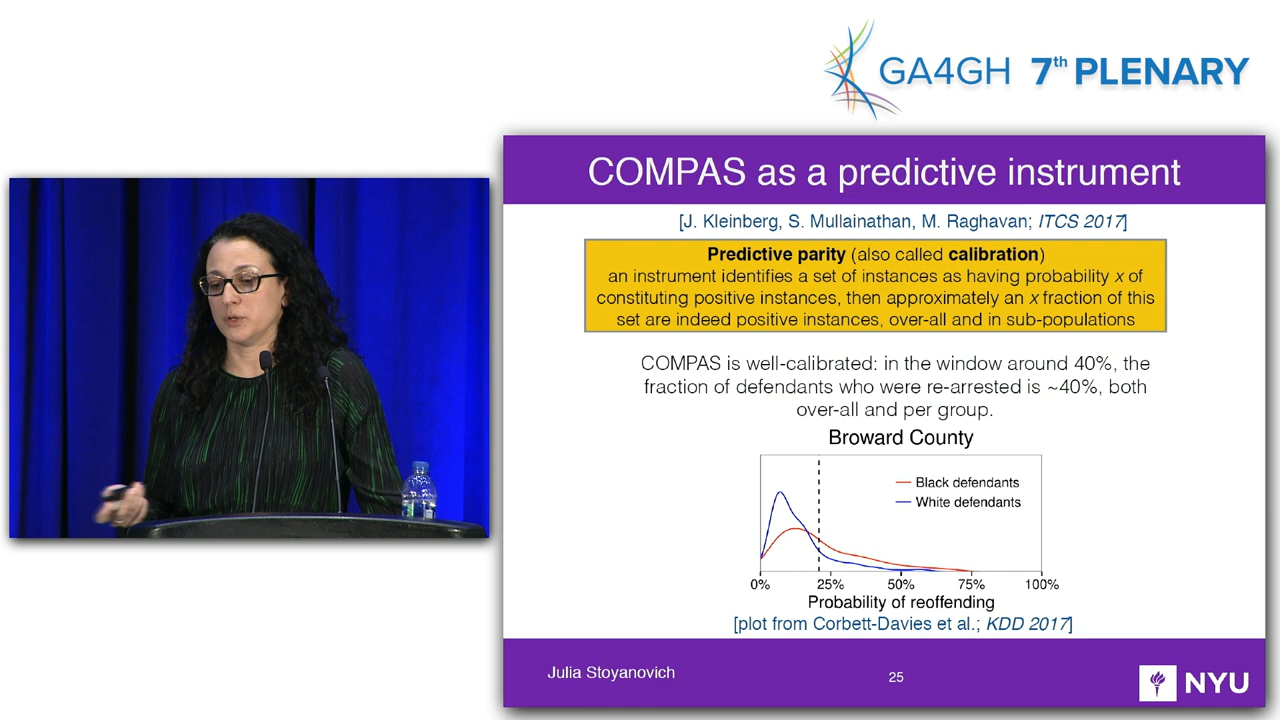 GA4GH 7th PLENARY
COMPAS as a predictive instrument
[J. Kleinberg, S. Mullainathan, M. Raghavan; ITCS 2017]
Predictive parity (also called calibration)
an instrument identifies a set of instances as having probability x of
constituting positive instances, then approximately an x fraction of this
set are indeed positive instances, over-all and in sub-populations
COMPAS is well-calibrated: in the window around 40%, the
fraction of defendants who were re-arrested is ~40%, both
over-all and per group.
Broward County
Black defendants
White defendants
0% 25% 50% 75% 100%
Probability of reoffending
[plot from Corbett-Davies et al.; KDD 2017]
Julia Stoyanovich
25
NYU